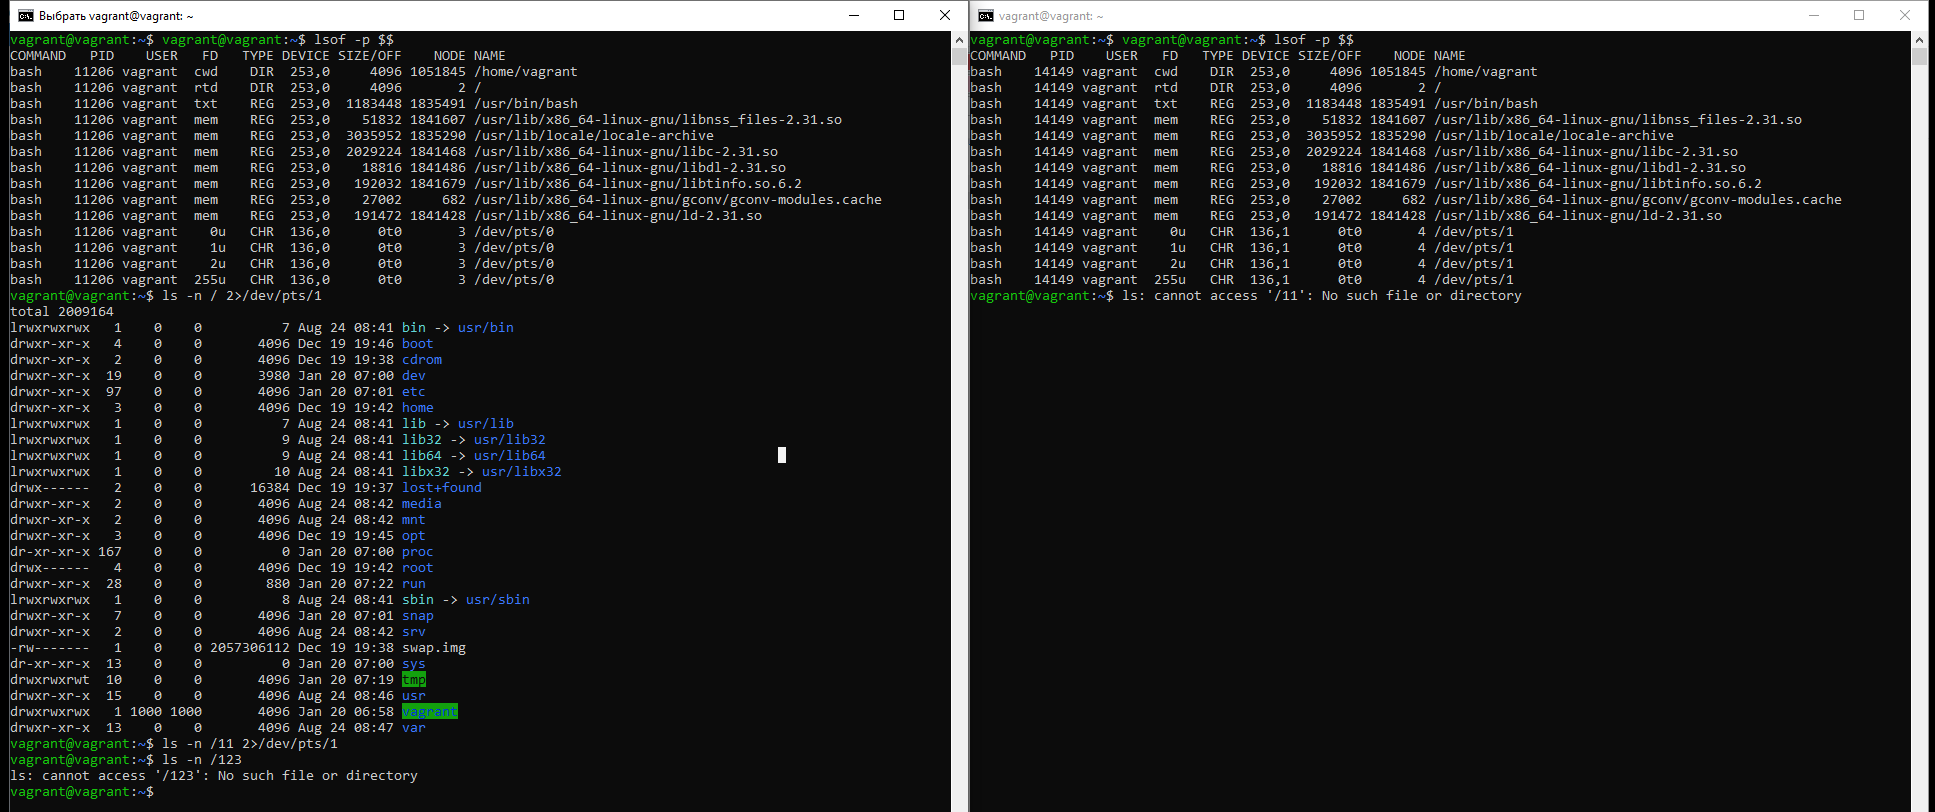 Выбрать vagrant@vagrant: ~
vagrant@vagrant:~$ vagrant@vagrant:~$ lsof -p $$
COMMAND   PID    USER   FD   TYPE DEVICE SIZE/OFF    NODE NAME
bash    11206 vagrant  cwd    DIR  253,0     4096 1051845 /home/vagrant
bash    11206 vagrant  rtd    DIR  253,0     4096       2 /
bash    11206 vagrant  txt    REG  253,0  1183448 1835491 /usr/bin/bash
bash    11206 vagrant  mem    REG  253,0    51832 1841607 /usr/lib/x86_64-linux-gnu/libnss_files-2.31.so
bash    11206 vagrant  mem    REG  253,0  3035952 1835290 /usr/lib/locale/locale-archive
bash    11206 vagrant  mem    REG  253,0  2029224 1841468 /usr/lib/x86_64-linux-gnu/libc-2.31.so
bash    11206 vagrant  mem    REG  253,0    18816 1841486 /usr/lib/x86_64-linux-gnu/libdl-2.31.so
bash    11206 vagrant  mem    REG  253,0   192032 1841679 /usr/lib/x86_64-linux-gnu/libtinfo.so.6.2
bash    11206 vagrant  mem    REG  253,0    27002     682 /usr/lib/x86_64-linux-gnu/gconv/gconv-modules.cache
bash    11206 vagrant  mem    REG  253,0   191472 1841428 /usr/lib/x86_64-linux-gnu/ld-2.31.so
bash    11206 vagrant    0u   CHR  136,0      0t0       3 /dev/pts/0
bash    11206 vagrant    1u   CHR  136,0      0t0       3 /dev/pts/0
bash    11206 vagrant    2u   CHR  136,0      0t0       3 /dev/pts/0
bash    11206 vagrant  255u   CHR  136,0      0t0       3 /dev/pts/0
vagrant@vagrant:~$ ls -n / 2>/dev/pts/1
total 2009164
lrwxrwxrwx   1    0    0          7 Aug 24 08:41 bin -> usr/bin
drwxr-xr-x   4    0    0       4096 Dec 19 19:46 boot
drwxr-xr-x   2    0    0       4096 Dec 19 19:38 cdrom
drwxr-xr-x  19    0    0       3980 Jan 20 07:00 dev
drwxr-xr-x  97    0    0       4096 Jan 20 07:01 etc
drwxr-xr-x   3    0    0       4096 Dec 19 19:42 home
lrwxrwxrwx   1    0    0          7 Aug 24 08:41 lib -> usr/lib
lrwxrwxrwx   1    0    0          9 Aug 24 08:41 lib32 -> usr/lib32
lrwxrwxrwx   1    0    0          9 Aug 24 08:41 lib64 -> usr/lib64
lrwxrwxrwx   1    0    0         10 Aug 24 08:41 libx32 -> usr/libx32
drwx------   2    0    0      16384 Dec 19 19:37 lost+found
drwxr-xr-x   2    0    0       4096 Aug 24 08:42 media
drwxr-xr-x   2    0    0       4096 Aug 24 08:42 mnt
drwxr-xr-x   3    0    0       4096 Dec 19 19:45 opt
dr-xr-xr-x 167    0    0          0 Jan 20 07:00 proc
drwx------   4    0    0       4096 Dec 19 19:42 root
drwxr-xr-x  28    0    0        880 Jan 20 07:22 run
lrwxrwxrwx   1    0    0          8 Aug 24 08:41 sbin -> usr/sbin
drwxr-xr-x   7    0    0       4096 Jan 20 07:01 snap
drwxr-xr-x   2    0    0       4096 Aug 24 08:42 srv
-rw-------   1    0    0 2057306112 Dec 19 19:38 swap.img
dr-xr-xr-x  13    0    0          0 Jan 20 07:00 sys
drwxrwxrwt  10    0    0       4096 Jan 20 07:19 tmp
drwxr-xr-x  15    0    0       4096 Aug 24 08:46 usr
drwxrwxrwx   1 1000 1000       4096 Jan 20 06:58 vagrant
drwxr-xr-x  13    0    0       4096 Aug 24 08:47 var
vagrant@vagrant:~$ ls -n /11 2>/dev/pts/1
vagrant@vagrant:~$ ls -n /123
ls: cannot access '/123': No such file or directory
vagrant@vagrant:~$
vagrant@vagrant: ~
vagrant@vagrant:~$ vagrant@vagrant:~$ lsof -p $$
COMMAND   PID    USER   FD   TYPE DEVICE SIZE/OFF    NODE NAME
bash    14149 vagrant  cwd    DIR  253,0     4096 1051845 /home/vagrant
bash    14149 vagrant  rtd    DIR  253,0     4096       2 /
bash    14149 vagrant  txt    REG  253,0  1183448 1835491 /usr/bin/bash
bash    14149 vagrant  mem    REG  253,0    51832 1841607 /usr/lib/x86_64-linux-gnu/libnss_files-2.31.so
bash    14149 vagrant  mem    REG  253,0  3035952 1835290 /usr/lib/locale/locale-archive
bash    14149 vagrant  mem    REG  253,0  2029224 1841468 /usr/lib/x86_64-linux-gnu/libc-2.31.so
bash    14149 vagrant  mem    REG  253,0    18816 1841486 /usr/lib/x86_64-linux-gnu/libdl-2.31.so
bash    14149 vagrant  mem    REG  253,0   192032 1841679 /usr/lib/x86_64-linux-gnu/libtinfo.so.6.2
bash    14149 vagrant  mem    REG  253,0    27002     682 /usr/lib/x86_64-linux-gnu/gconv/gconv-modules.cache
bash    14149 vagrant  mem    REG  253,0   191472 1841428 /usr/lib/x86_64-linux-gnu/ld-2.31.so
bash    14149 vagrant    0u   CHR  136,1      0t0       4 /dev/pts/1
bash    14149 vagrant    1u   CHR  136,1      0t0       4 /dev/pts/1
bash    14149 vagrant    2u   CHR  136,1      0t0       4 /dev/pts/1
bash    14149 vagrant  255u   CHR  136,1      0t0       4 /dev/pts/1
vagrant@vagrant:~$ ls: cannot access '/11': No such file or directory